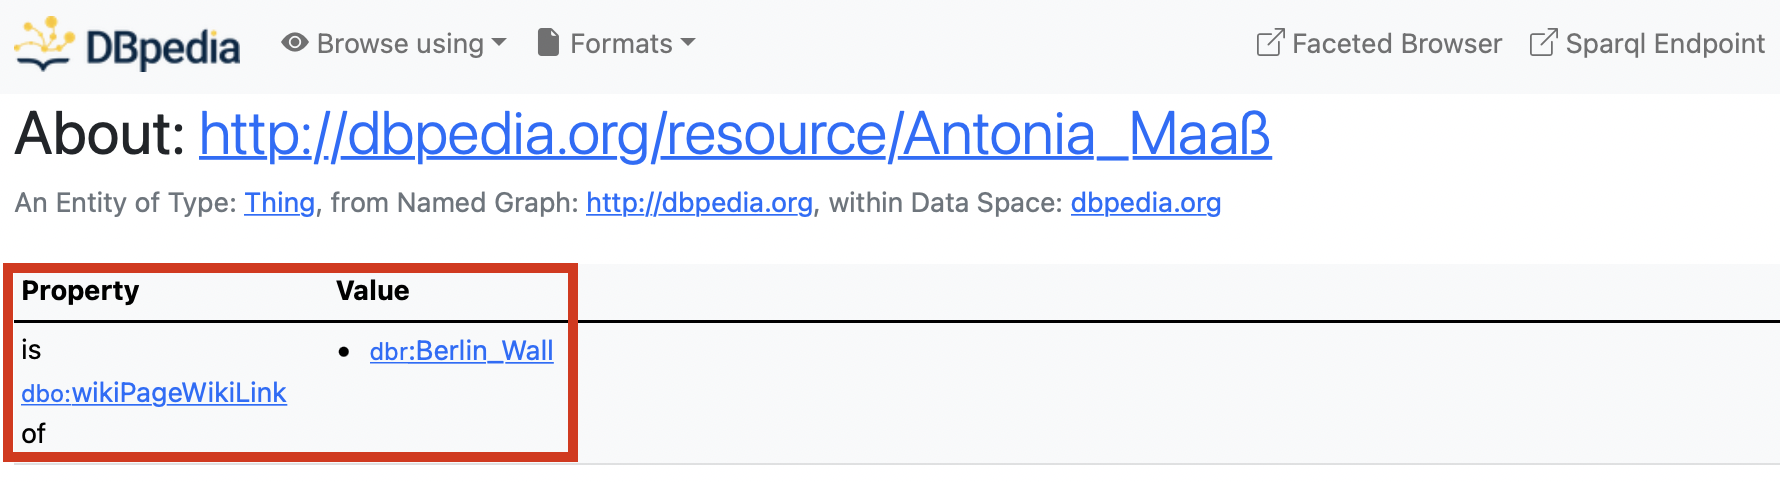 DBpedia Browse using Formats Faceted Browser Sparql Endpoint
About: http://dbpedia.org/resource/Antonia_Maaß
An Entity of Type: Thing, from Named Graph: http://dbpedia.org, within Data Space: dbpedia.org
Property Value
is • dbr:Berlin_Wall
dbo:wikiPageWikiLink
of